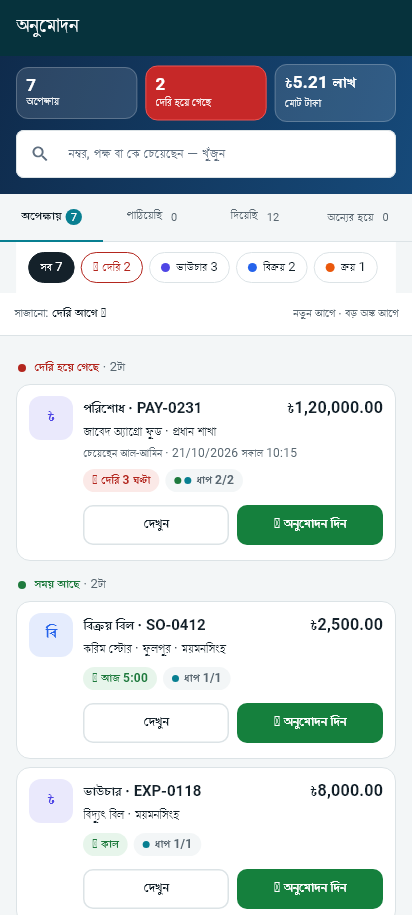 অনুমোদন
7
অপেক্ষায়
2
দেরি হয়ে গেছে
৳5.21 লাখ
মোট টাকা
নম্বর, পক্ষ বা কে চেয়েছেন — খুঁজুন
অপেক্ষায় 7
পাঠিয়েছি 0
দিয়েছি 12
অন্যের হয়ে 0
সব 7
দেরি 2
ভাউচার 3
বিক্রয় 2
ক্রয় 1
সাজানো: দেরি আগে
নতুন আগে · বড় অঙ্ক আগে
দেরি হয়ে গেছে · 2টা
৳
পরিশোধ · PAY-0231
৳1,20,000.00
জাবেদ অ্যাগ্রো ফুড · প্রধান শাখা
চেয়েছেন আল-আমিন · 21/10/2026 সকাল 10:15
দেরি 3 ঘণ্টা
ধাপ 2/2
দেখুন
অনুমোদন দিন
সময় আছে · 2টা
বি
বিক্রয় বিল · SO-0412
৳2,500.00
করিম স্টোর · ফুলপুর · ময়মনসিংহ
আজ 5:00
ধাপ 1/1
দেখুন
অনুমোদন দিন
৳
ভাউচার · EXP-0118
৳8,000.00
বিদ্যুৎ বিল · ময়মনসিংহ
কাল
ধাপ 1/1
দেখুন
অনুমোদন দিন